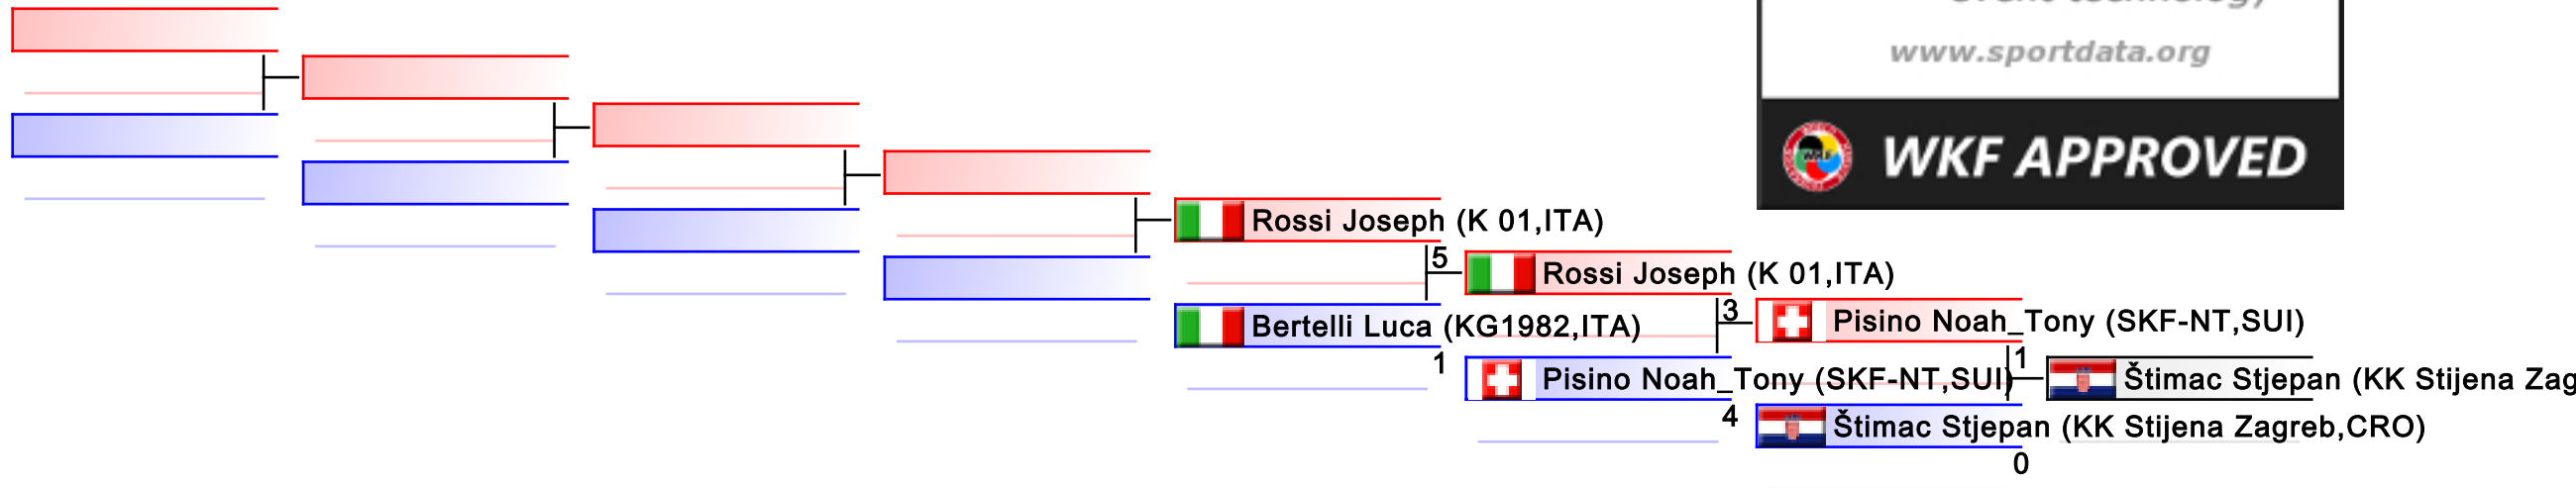 event technology
www.sportdata.org
WKF APPROVED
Rossi Joseph (K 01,ITA)
5
Rossi Joseph (K 01,ITA)
3
Bertelli Luca (KG1982,ITA)
1
Pisino Noah_Tony (SKF-NT,SUI)
1
Pisino Noah_Tony (SKF-NT,SUI)
4
Štimac Stjepan (KK Stijena Zag
Štimac Stjepan (KK Stijena Zagreb,CRO)
0